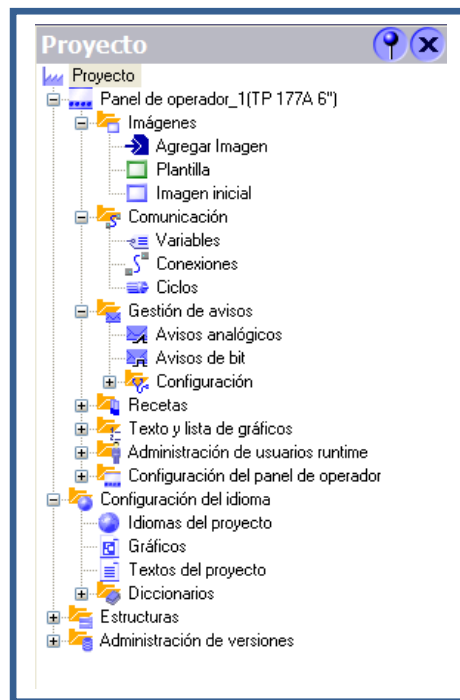 Proyecto
Proyecto
Panel de operador_1(TP 177A 6'')
Imágenes
Agregar Imagen
Plantilla
Imagen inicial
Comunicación
Variables
Conexiones
Ciclos
Gestión de avisos
Avisos analógicos
Avisos de bit
Configuración
Recetas
Texto y lista de gráficos
Administración de usuarios runtime
Configuración del panel de operador
Configuración del idioma
Idiomas del proyecto
Gráficos
Textos del proyecto
Diccionarios
Estructuras
Administración de versiones